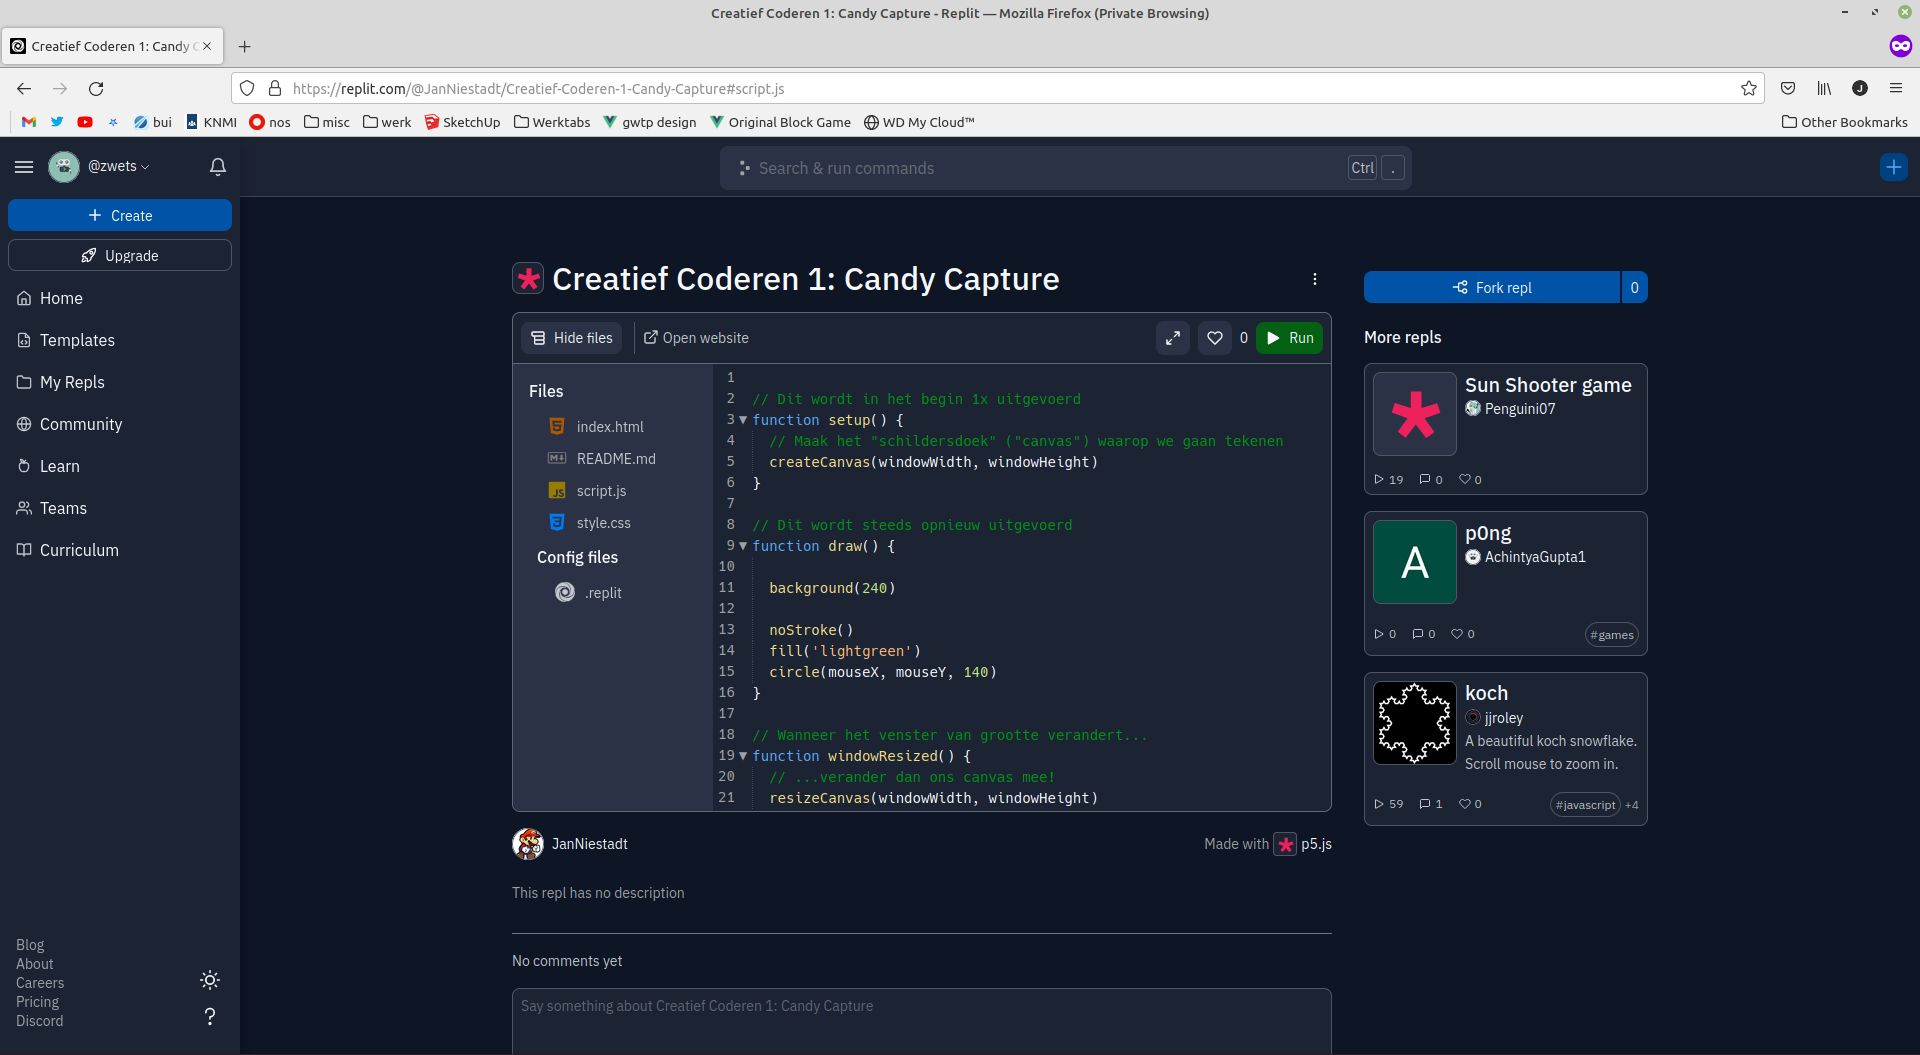 Creatief Coderen 1: Candy Capture - Replit — Mozilla Firefox (Private Browsing)
Creatief Coderen 1: Candy C
https://replit.com/@JanNiestadt/Creatief-Coderen-1-Candy-Capture#script.js
J
bui
KNMI
nos
misc
werk
SketchUp
Werktabs
gwtp design
Original Block Game
WD My Cloud™
Other Bookmarks
@zwets
Search & run commands
Ctrl
.
Create
Upgrade
Home
Templates
My Repls
Community
Learn
Teams
Curriculum
Blog
About
Careers
Pricing
Discord
?
Creatief Coderen 1: Candy Capture
Hide files
Open website
0
Run
Files
index.html
README.md
JS script.js
style.css
Config files
.replit
1
2 // Dit wordt in het begin 1x uitgevoerd
3 function setup() {
4 // Maak het "schildersdoek" ("canvas") waarop we gaan tekenen
5 createCanvas(windowWidth, windowHeight)
6 }
7
8 // Dit wordt steeds opnieuw uitgevoerd
9 function draw() {
10
11 background(240)
12
13 noStroke()
14 fill('lightgreen')
15 circle(mouseX, mouseY, 140)
16 }
17
18 // Wanneer het venster van grootte verandert...
19 function windowResized() {
20 // ...verander dan ons canvas mee!
21 resizeCanvas(windowWidth, windowHeight)
JanNiestadt
Made with p5.js
This repl has no description
No comments yet
Say something about Creatief Coderen 1: Candy Capture
Fork repl
0
More repls
Sun Shooter game
Penguini07
19 0 0
A
p0ng
AchintyaGupta1
0 0 0
#games
koch
jjroley
A beautiful koch snowflake.
Scroll mouse to zoom in.
59 1 0
#javascript +4